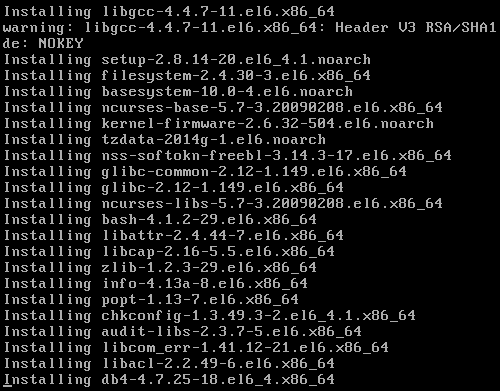 Installing libgcc-4.4.7-11.el6.x86_64
warning: libgcc-4.4.7-11.el6.x86_64: Header V3 RSA/SHA1
de: NOKEY
Installing setup-2.8.14-20.el6_4.1.noarch
Installing filesystem-2.4.30-3.el6.x86_64
Installing basesystem-10.0-4.el6.noarch
Installing ncurses-base-5.7-3.20090208.el6.x86_64
Installing kernel-firmware-2.6.32-504.el6.noarch
Installing tzdata-2014g-1.el6.noarch
Installing nss-softokn-freebl-3.14.3-17.el6.x86_64
Installing glibc-common-2.12-1.149.el6.x86_64
Installing glibc-2.12-1.149.el6.x86_64
Installing ncurses-libs-5.7-3.20090208.el6.x86_64
Installing bash-4.1.2-29.el6.x86_64
Installing libattr-2.4.44-7.el6.x86_64
Installing libcap-2.16-5.5.el6.x86_64
Installing zlib-1.2.3-29.el6.x86_64
Installing info-4.13a-8.el6.x86_64
Installing popt-1.13-7.el6.x86_64
Installing chkconfig-1.3.49.3-2.el6_4.1.x86_64
Installing audit-libs-2.3.7-5.el6.x86_64
Installing libcom_err-1.41.12-21.el6.x86_64
Installing libacl-2.2.49-6.el6.x86_64
Installing db4-4.7.25-18.el6_4.x86_64